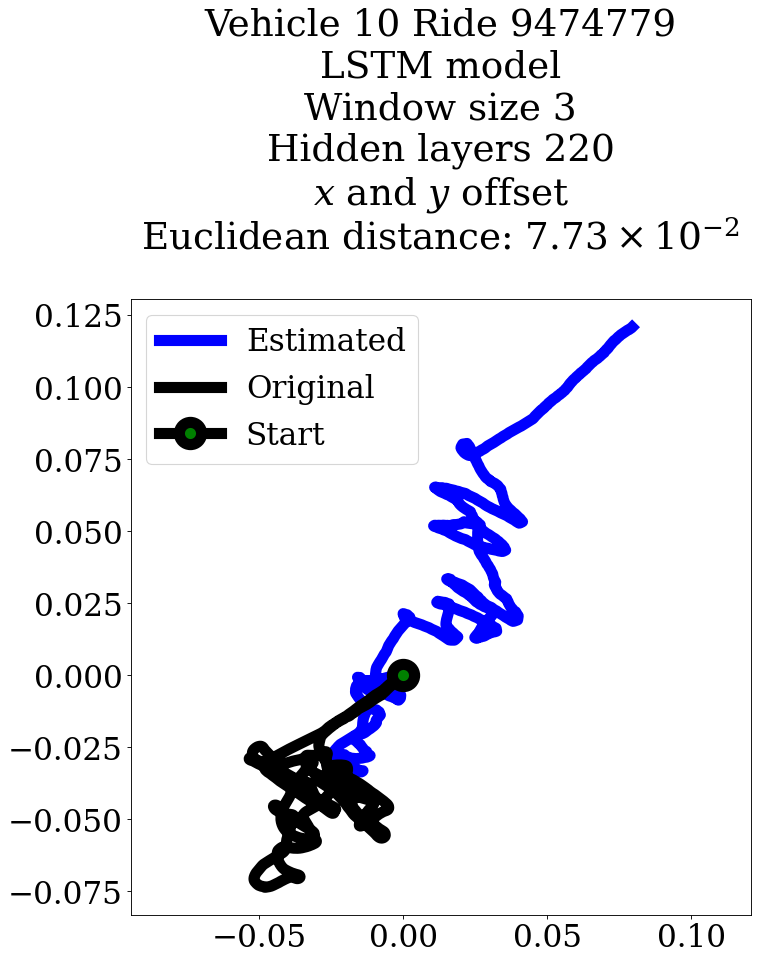 Vehicle 10 Ride 9474779
LSTM model
Window size 3
Hidden layers 220
x and y offset
Euclidean distance: 7.73 × 10⁻²
Estimated
Original
Start
0.125
0.100
0.075
0.050
0.025
0.000
−0.025
−0.050
−0.075
−0.05 0.00 0.05 0.10